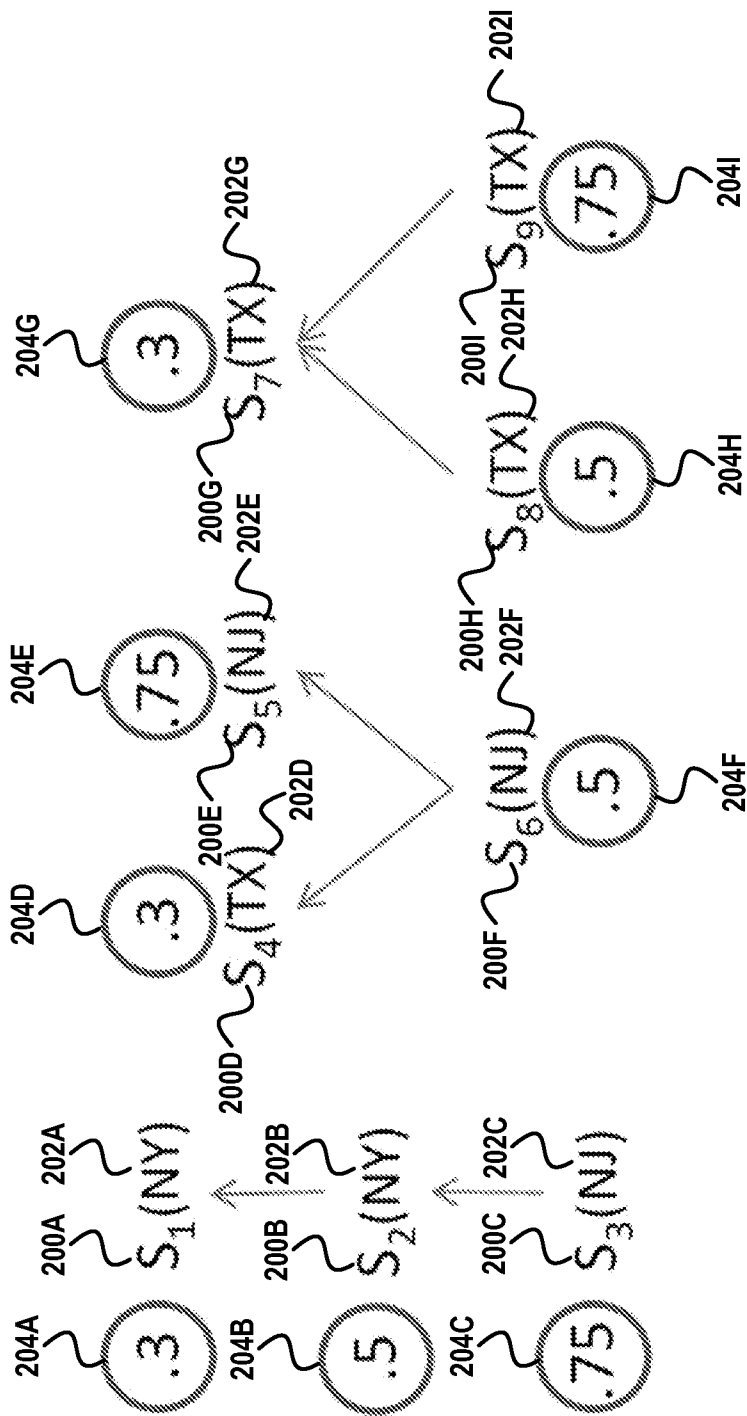 204A
200A
202A
.3
S₁(NY)
204B
200B
202B
.5
S₂(NY)
204C
200C
202C
.75
S₃(NJ)
204D
.3
200D
S₄(TX)
202D
204E
.75
200E
S₅(NJ)
202E
200F
S₆(NJ)
202F
.5
204F
204G
.3
200G
S₇(TX)
202G
200H
S₈(TX)
202H
.5
204H
200I
S₉(TX)
202I
.75
204I